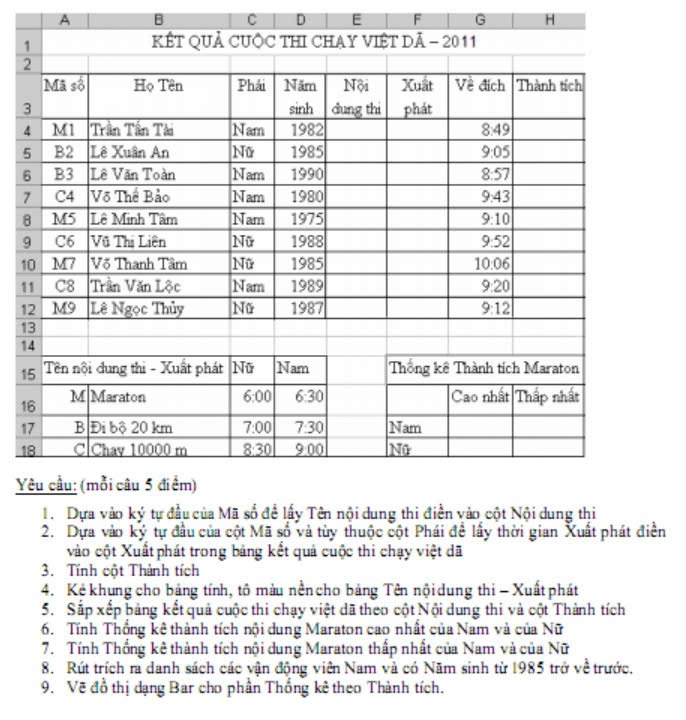 A B C D E F G H
1 KẾT QUẢ CUỘC THI CHẠY VIỆT DÃ – 2011
2
3 Mã số Họ Tên Phái Năm sinh Nội dung thi Xuất phát Về đích Thành tích
4 M1 Trần Tấn Tài Nam 1982 8:49
5 B2 Lê Xuân An Nữ 1985 9:05
6 B3 Lê Văn Toàn Nam 1990 8:57
7 C4 Võ Thế Bảo Nam 1980 9:43
8 M5 Lê Minh Tâm Nam 1975 9:10
9 C6 Vũ Thị Liên Nữ 1988 9:52
10 M7 Võ Thanh Tâm Nữ 1985 10:06
11 C8 Trần Văn Lộc Nam 1989 9:20
12 M9 Lê Ngọc Thủy Nữ 1987 9:12
13
14
15 Tên nội dung thi - Xuất phát Nữ Nam Thống kê Thành tích Maraton
16 M Maraton 6:00 6:30 Cao nhất Thấp nhất
17 B Đi bộ 20 km 7:00 7:30 Nam
18 C Chạy 10000 m 8:30 9:00 Nữ
Yêu cầu: (mỗi câu 5 điểm)
1. Dựa vào ký tự đầu của Mã số để lấy Tên nội dung thi điền vào cột Nội dung thi
2. Dựa vào ký tự đầu của cột Mã số và tùy thuộc cột Phái để lấy thời gian Xuất phát điền
vào cột Xuất phát trong bảng kết quả cuộc thi chạy việt dã
3. Tính cột Thành tích
4. Kẻ khung cho bảng tính, tô màu nền cho bảng Tên nội dung thi – Xuất phát
5. Sắp xếp bảng kết quả cuộc thi chạy việt dã theo cột Nội dung thi và cột Thành tích
6. Tính Thống kê thành tích nội dung Maraton cao nhất của Nam và của Nữ
7. Tính Thống kê thành tích nội dung Maraton thấp nhất của Nam và của Nữ
8. Rút trích ra danh sách các vận động viên Nam và có Năm sinh từ 1985 trở về trước.
9. Vẽ đồ thị dạng Bar cho phần Thống kê theo Thành tích.